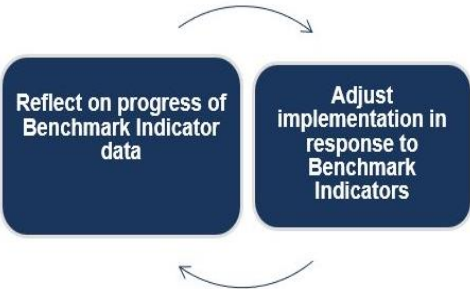 Reflect on progress of
Benchmark Indicator
data
Adjust
implementation in
response to
Benchmark
Indicators